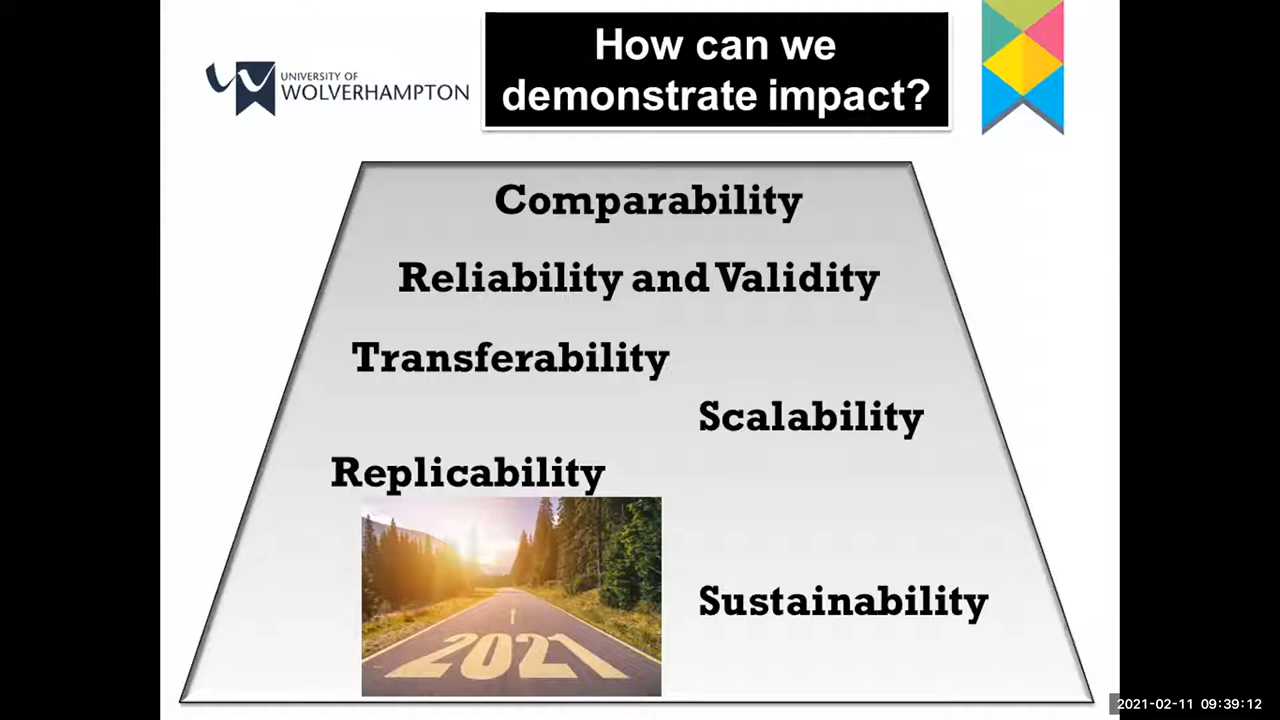 How can we
demonstrate impact?
UNIVERSITY OF
WOLVERHAMPTON
Comparability
Reliability and Validity
Transferability
Scalability
Replicability
2021
Sustainability
2021-02-11 09:39:12